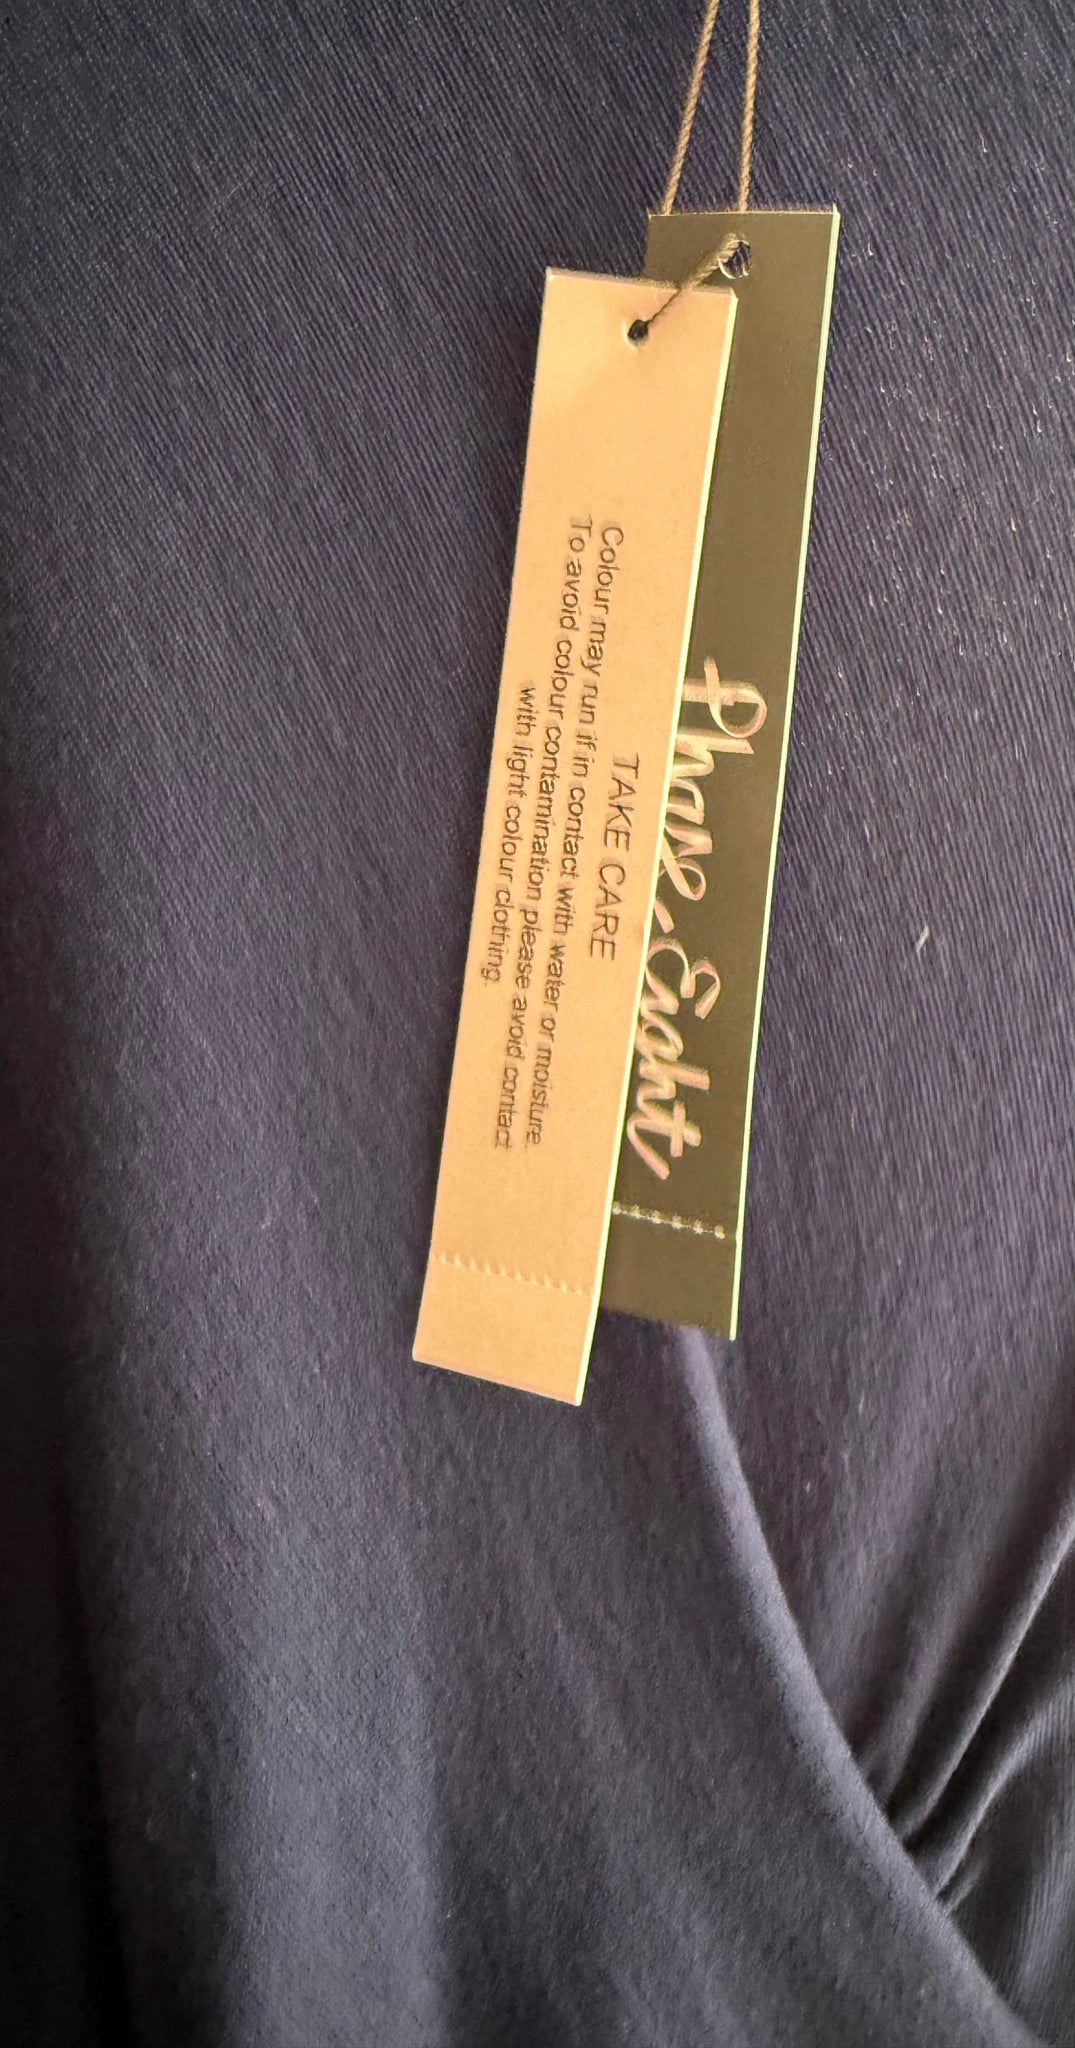 TAKE CARE
Colour may run if in contact with water or moisture.
To avoid colour contamination please avoid contact
with light colour clothing.
Phase Eight